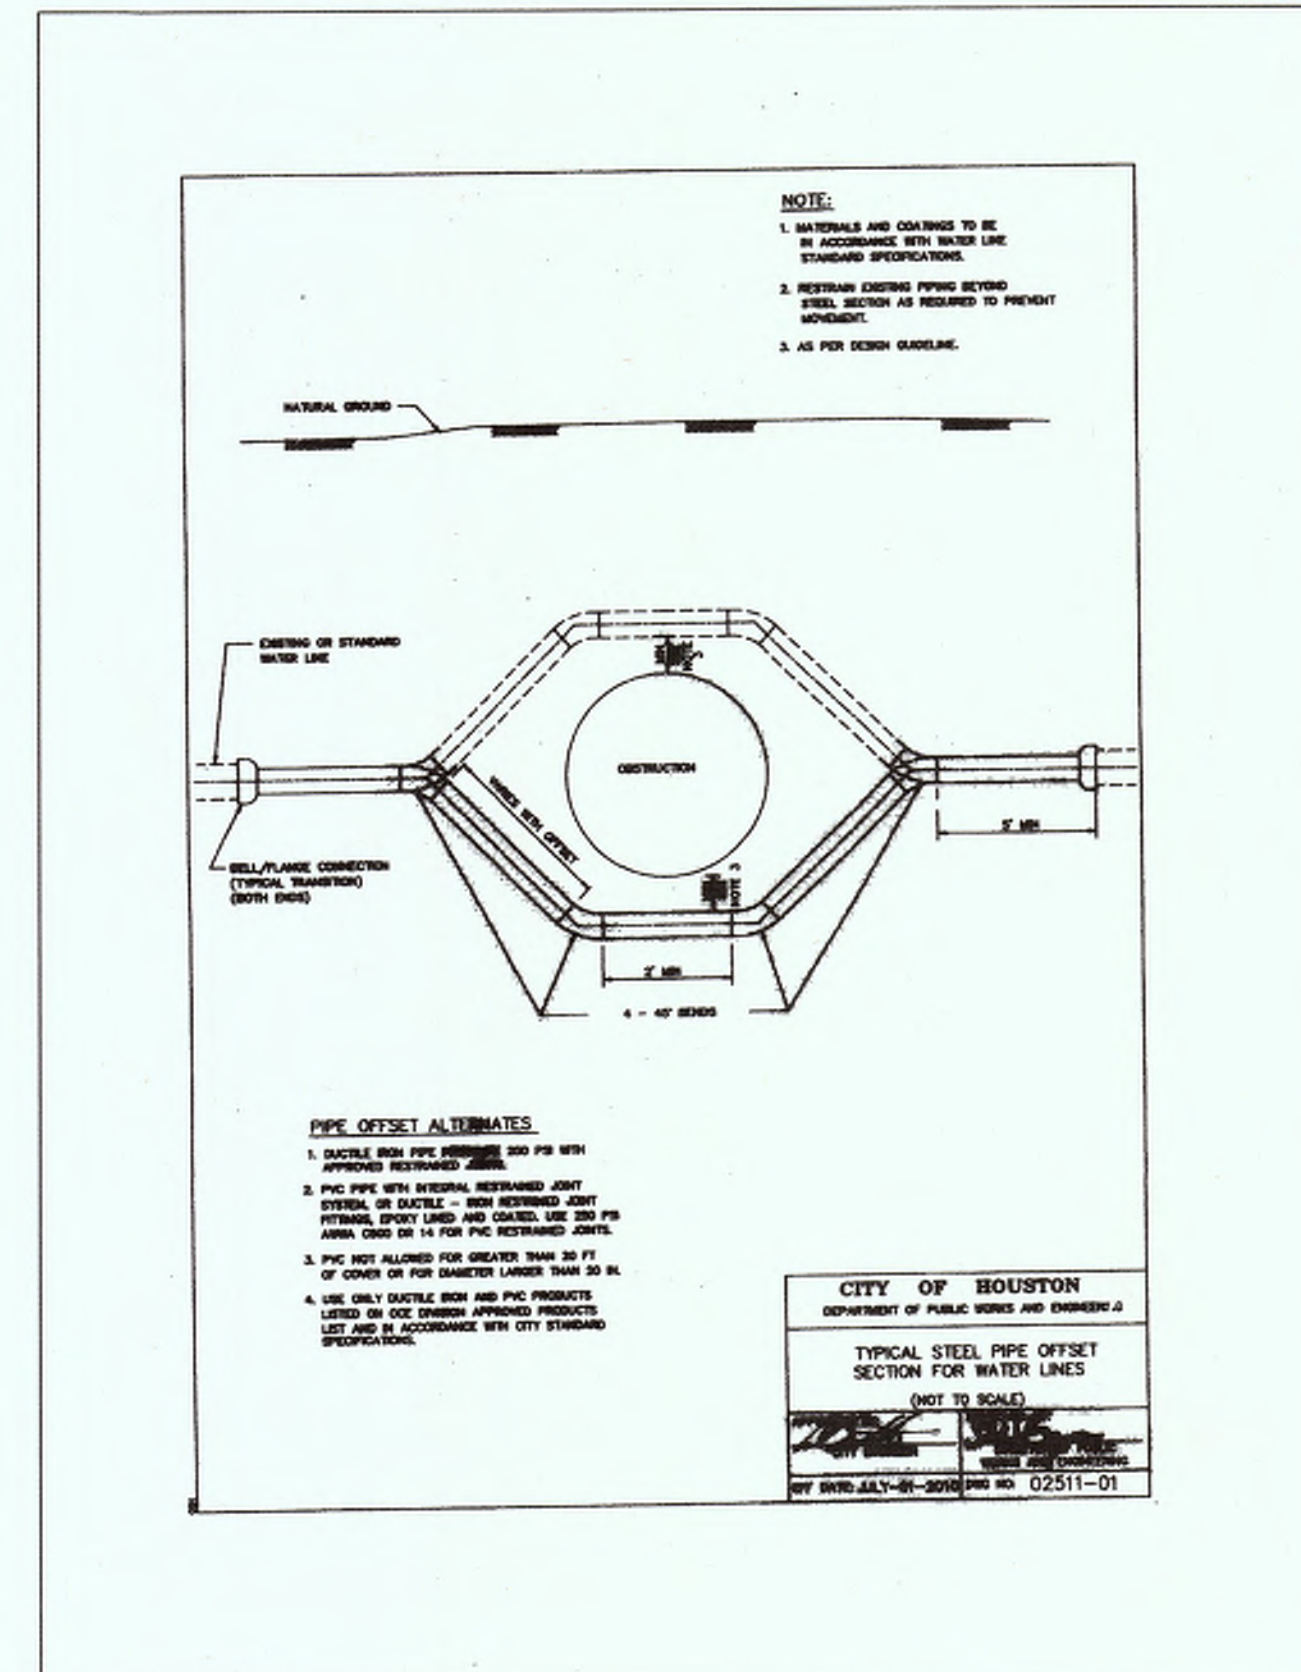 NOTE:
1. MATERIALS AND COATINGS TO BE
IN ACCORDANCE WITH WATER LINE
STANDARD SPECIFICATIONS.
2. RESTRAIN EXISTING PIPING BEYOND
STEEL SECTION AS REQUIRED TO PREVENT
MOVEMENT.
3. AS PER DESIGN GUIDELINE.
NATURAL GROUND
EXISTING OR STANDARD
WATER LINE
OBSTRUCTION
VARIES WITH OFFSET
5' MIN
BELL/FLANGE CONNECTION
(TYPICAL TRANSITION)
(BOTH ENDS)
NOTE 3
2' MIN
4 - 45° BENDS
PIPE OFFSET ALTERNATES
1. DUCTILE IRON PIPE 200 PSI WITH
APPROVED RESTRAINED JOINTS.
2. PVC PIPE WITH INTEGRAL RESTRAINED JOINT
SYSTEM, OR DUCTILE - IRON RESTRAINED JOINT
FITTINGS, EPOXY LINED AND COATED. USE PSI
AWWA C900 DR 14 FOR PVC RESTRAINED JOINTS.
3. PVC NOT ALLOWED FOR GREATER THAN 20 FT
OF COVER OR FOR DIAMETER LARGER THAN 20 IN.
4. USE ONLY DUCTILE IRON AND PVC PRODUCTS
LISTED ON OCE DIVISION APPROVED PRODUCTS
LIST AND IN ACCORDANCE WITH CITY STANDARD
SPECIFICATIONS.
CITY OF HOUSTON
DEPARTMENT OF PUBLIC WORKS AND ENGINEERING
TYPICAL STEEL PIPE OFFSET
SECTION FOR WATER LINES
(NOT TO SCALE)
CITY ENGINEER
PUBLIC
WORKS AND ENGINEERING
EFF DATE: JULY-01-2010 DWG NO: 02511-01